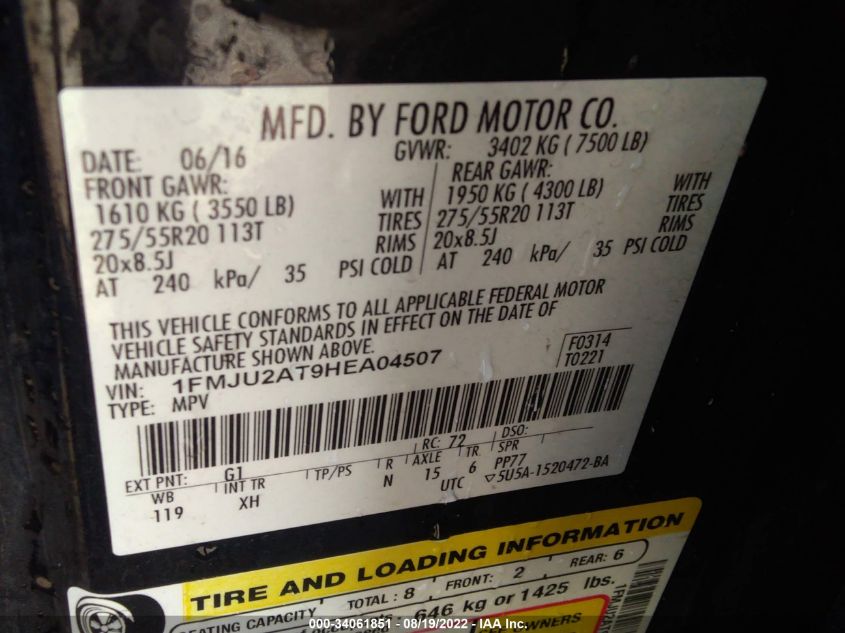 MFD. BY FORD MOTOR CO.
DATE: 06/16 GVWR: 3402 KG ( 7500 LB)
FRONT GAWR: REAR GAWR:
1610 KG ( 3550 LB) WITH 1950 KG ( 4300 LB) WITH
275/55R20 113T TIRES 275/55R20 113T TIRES
20x8.5J RIMS 20x8.5J RIMS
AT 240 kPa/ 35 PSI COLD AT 240 kPa/ 35 PSI COLD
THIS VEHICLE CONFORMS TO ALL APPLICABLE FEDERAL MOTOR
VEHICLE SAFETY STANDARDS IN EFFECT ON THE DATE OF
MANUFACTURE SHOWN ABOVE.
F0314
VIN: 1FMJU2AT9HEA04507
T0221
TYPE: MPV
EXT PNT: G1 RC: 72 DSO:
WB INT TR TP/PS R AXLE TR SPR
119 XH N 15 6 PP77
UTC ▽5U5A-1520472-BA
TIRE AND LOADING INFORMATION
SEATING CAPACITY TOTAL : 8 FRONT: 2 REAR: 6
646 kg or 1425 lbs.
SEE OWNERS
000-34061851 - 08/19/2022 - IAA Inc.